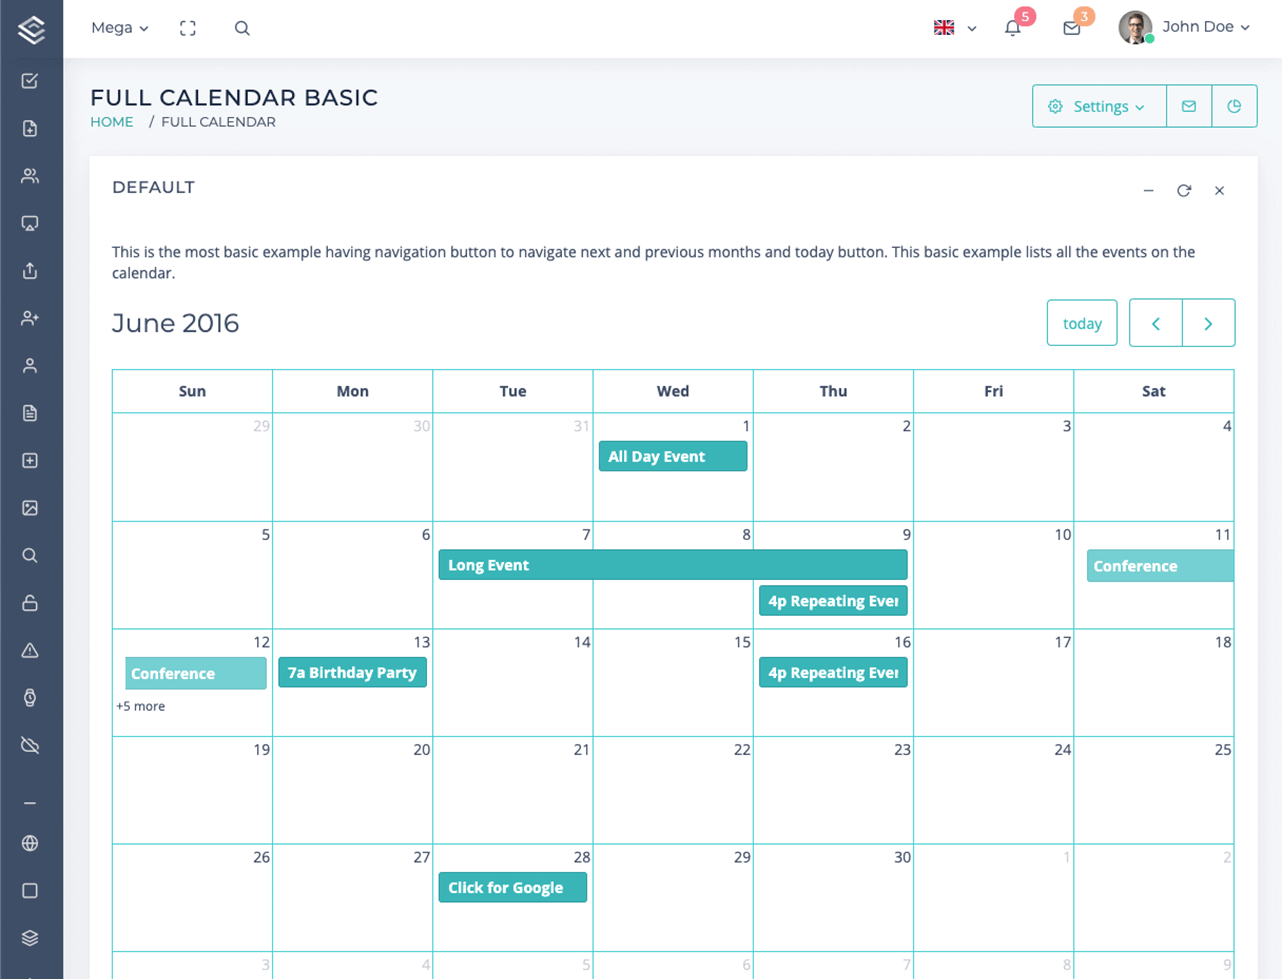 Mega
5
3
John Doe
FULL CALENDAR BASIC
HOME / FULL CALENDAR
Settings
DEFAULT
This is the most basic example having navigation button to navigate next and previous months and today button. This basic example lists all the events on the
calendar.
June 2016
today
Sun Mon Tue Wed Thu Fri Sat
29 30 31 1 2 3 4
All Day Event
5 6 7 8 9 10 11
Long Event
Conference
4p Repeating Ever
12 13 14 15 16 17 18
Conference
7a Birthday Party
4p Repeating Ever
+5 more
19 20 21 22 23 24 25
26 27 28 29 30 1 2
Click for Google
3 4 5 6 7 8 9